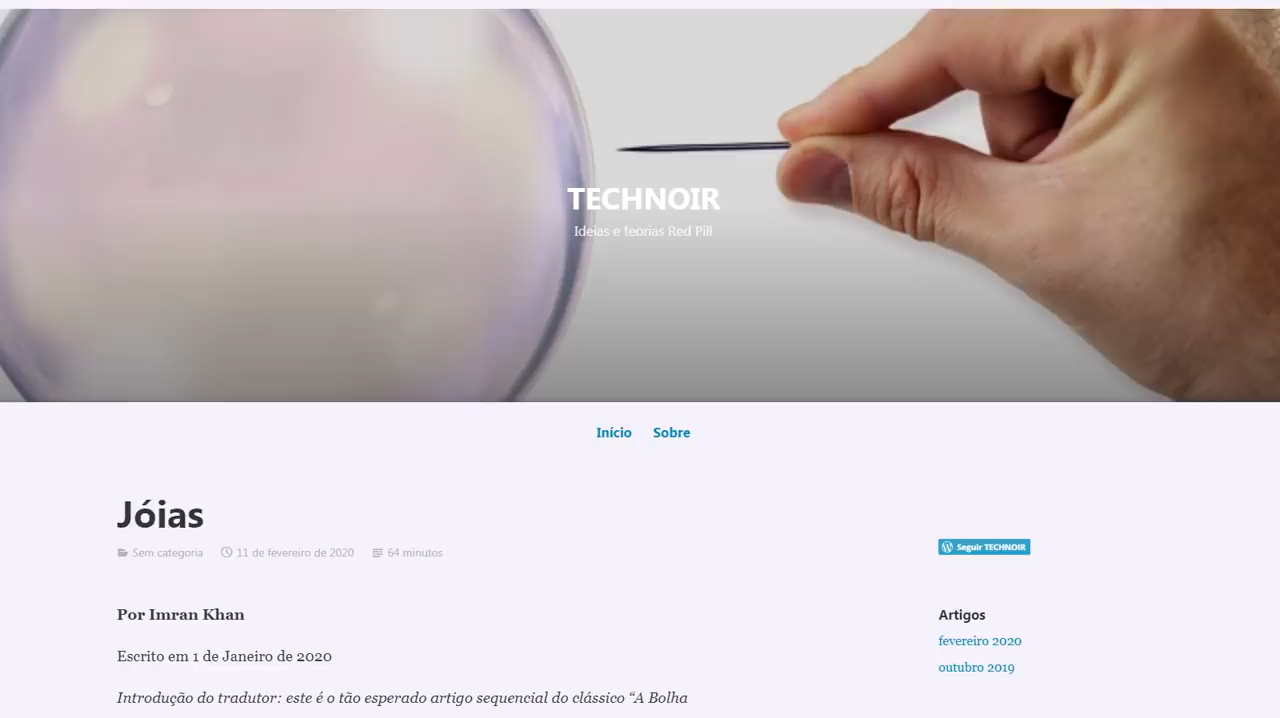 TECHNOIR
Ideias e teorias Red Pill
Início Sobre
Jóias
Sem categoria 11 de fevereiro de 2020 64 minutos
Seguir TECHNOIR
Por Imran Khan
Artigos
Escrito em 1 de Janeiro de 2020
fevereiro 2020
outubro 2019
Introdução do tradutor: este é o tão esperado artigo sequencial do clássico “A Bolha